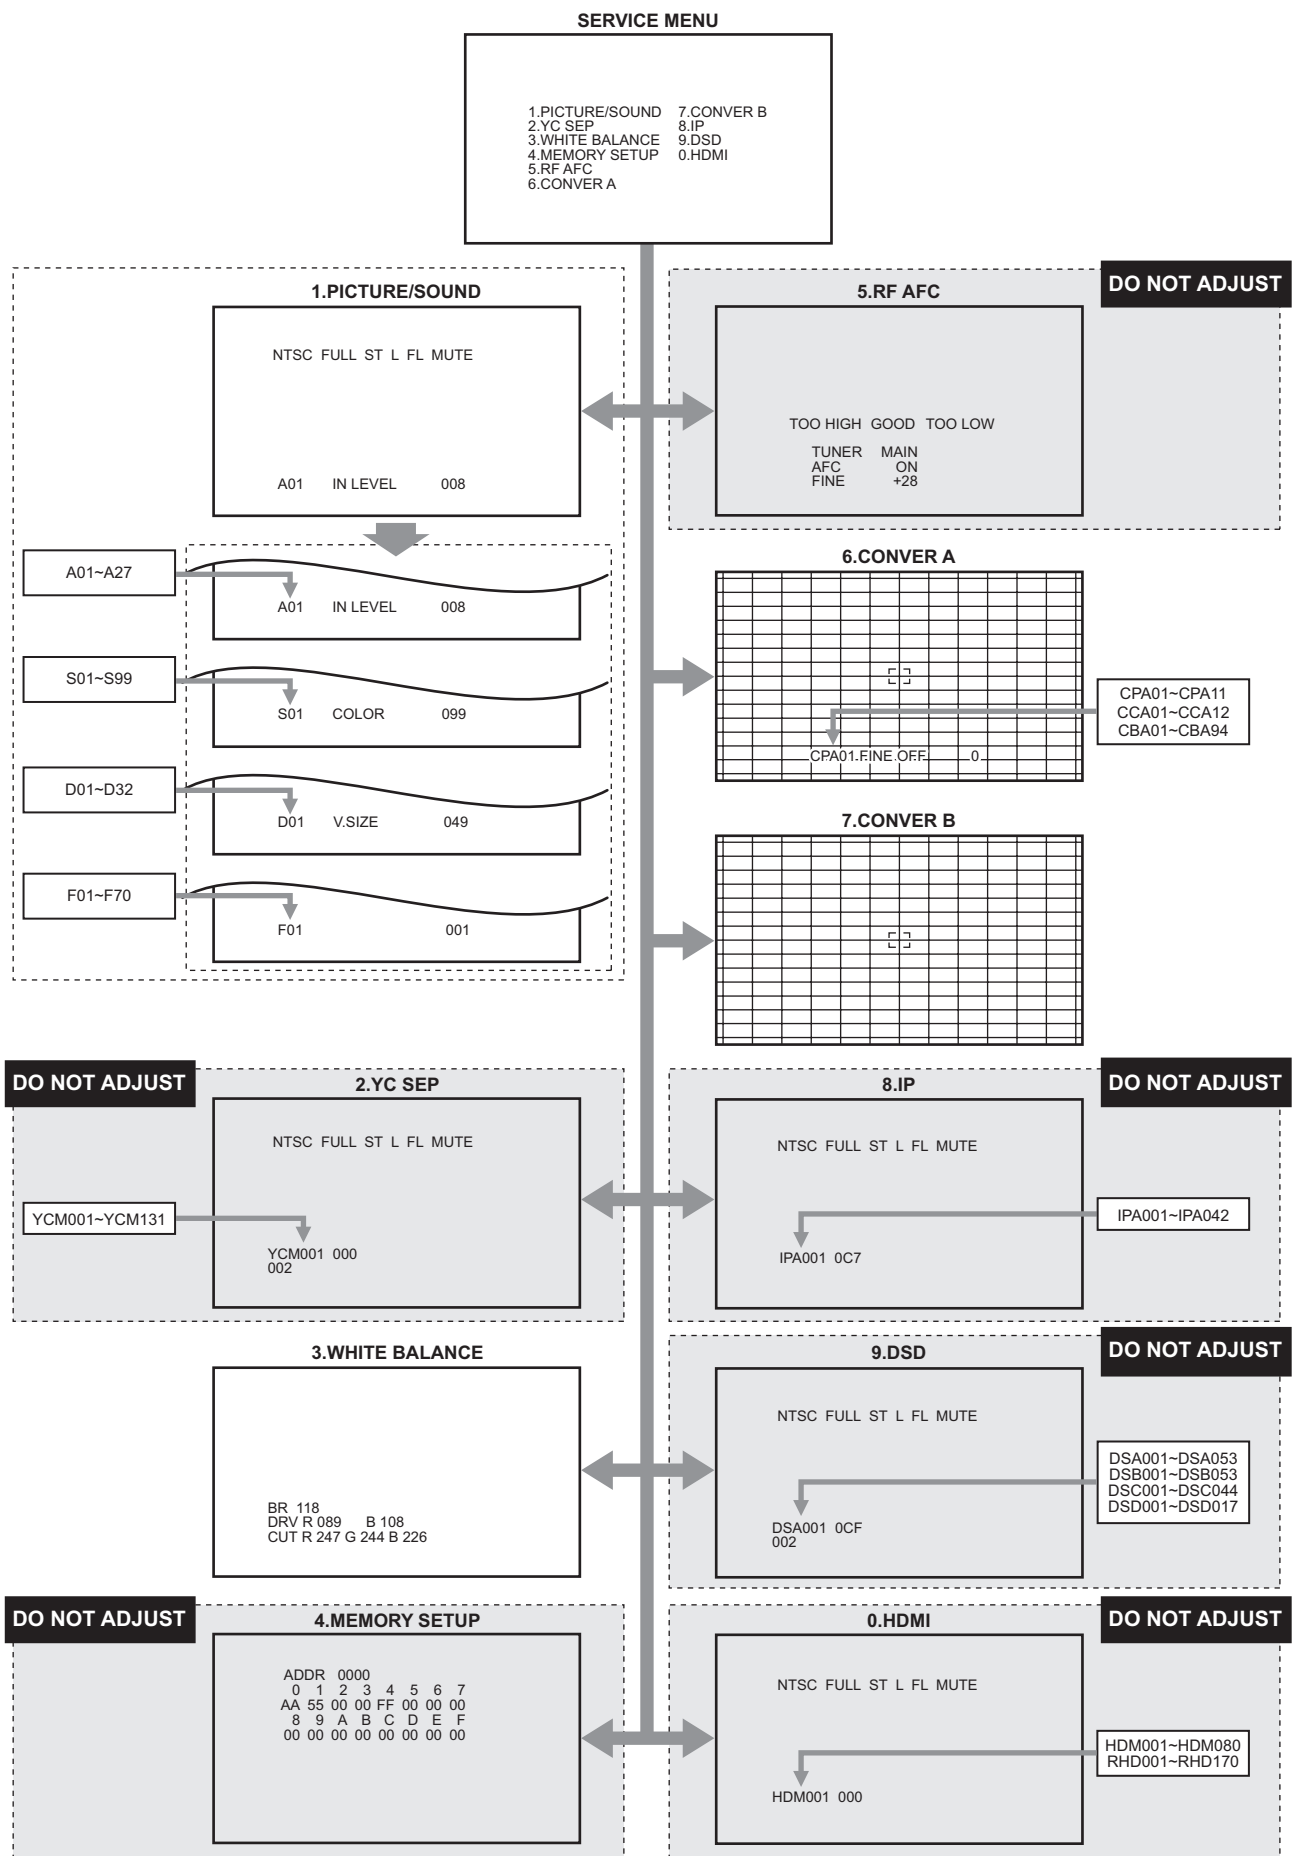 SERVICE MENU
1.PICTURE/SOUND 7.CONVER B
2.YC SEP 8.IP
3.WHITE BALANCE 9.DSD
4.MEMORY SETUP 0.HDMI
5.RF AFC
6.CONVER A
1.PICTURE/SOUND
NTSC FULL ST L FL MUTE
A01 IN LEVEL 008
A01~A27
A01 IN LEVEL 008
S01~S99
S01 COLOR 099
D01~D32
D01 V.SIZE 049
F01~F70
F01 001
DO NOT ADJUST
5.RF AFC
TOO HIGH GOOD TOO LOW
TUNER MAIN
AFC ON
FINE +28
6.CONVER A
CPA01~CPA11
CCA01~CCA12
CBA01~CBA94
CPA01.FINE.OFF 0
7.CONVER B
DO NOT ADJUST
2.YC SEP
NTSC FULL ST L FL MUTE
YCM001~YCM131
YCM001 000
002
8.IP
DO NOT ADJUST
NTSC FULL ST L FL MUTE
IPA001~IPA042
IPA001 0C7
3.WHITE BALANCE
BR 118
DRV R 089 B 108
CUT R 247 G 244 B 226
9.DSD
DO NOT ADJUST
NTSC FULL ST L FL MUTE
DSA001~DSA053
DSB001~DSB053
DSC001~DSC044
DSD001~DSD017
DSA001 0CF
002
DO NOT ADJUST
4.MEMORY SETUP
ADDR 0000
0 1 2 3 4 5 6 7
AA 55 00 00 FF 00 00 00
8 9 A B C D E F
00 00 00 00 00 00 00 00
0.HDMI
DO NOT ADJUST
NTSC FULL ST L FL MUTE
HDM001~HDM080
RHD001~RHD170
HDM001 000